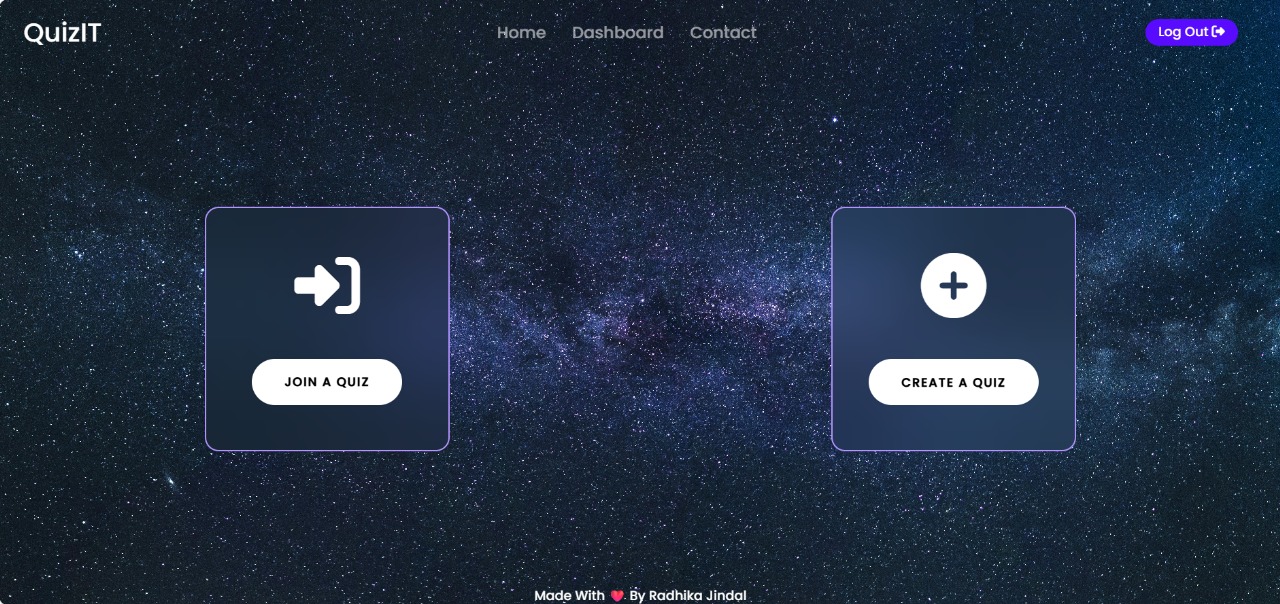 QuizIT
Home Dashboard Contact
Log Out
JOIN A QUIZ
CREATE A QUIZ
Made With ❤️ By Radhika Jindal